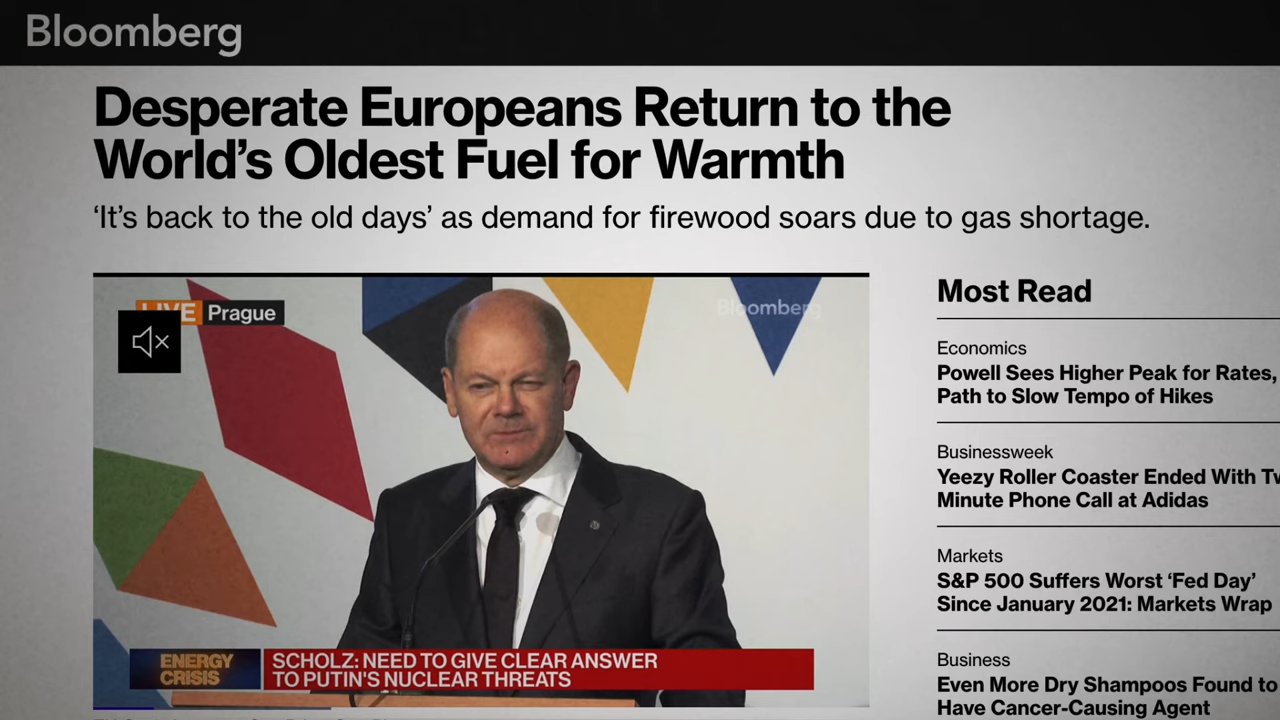 Bloomberg
Desperate Europeans Return to the
World's Oldest Fuel for Warmth
'It's back to the old days' as demand for firewood soars due to gas shortage.
LIVE Prague
Bloomberg
ENERGY
CRISIS
SCHOLZ: NEED TO GIVE CLEAR ANSWER
TO PUTIN'S NUCLEAR THREATS
Most Read
Economics
Powell Sees Higher Peak for Rates,
Path to Slow Tempo of Hikes
Businessweek
Yeezy Roller Coaster Ended With Tw
Minute Phone Call at Adidas
Markets
S&P 500 Suffers Worst 'Fed Day'
Since January 2021: Markets Wrap
Business
Even More Dry Shampoos Found to
Have Cancer-Causing Agent